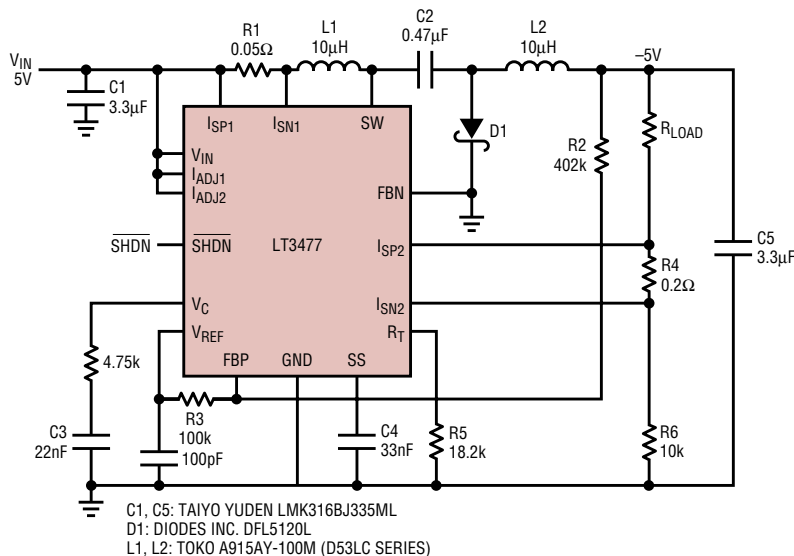 V_IN
5V
C1
3.3µF
R1
0.05Ω
L1
10µH
C2
0.47µF
L2
10µH
–5V
D1
R2
402k
R_LOAD
C5
3.3µF
I_SP1
I_SN1
SW
V_IN
I_ADJ1
I_ADJ2
FBN
SHDN
SHDN
LT3477
I_SP2
R4
0.2Ω
V_C
I_SN2
V_REF
R_T
FBP
GND
SS
4.75k
R3
100k
C3
22nF
100pF
C4
33nF
R5
18.2k
R6
10k
C1, C5: TAIYO YUDEN LMK316BJ335ML
D1: DIODES INC. DFL5120L
L1, L2: TOKO A915AY-100M (D53LC SERIES)